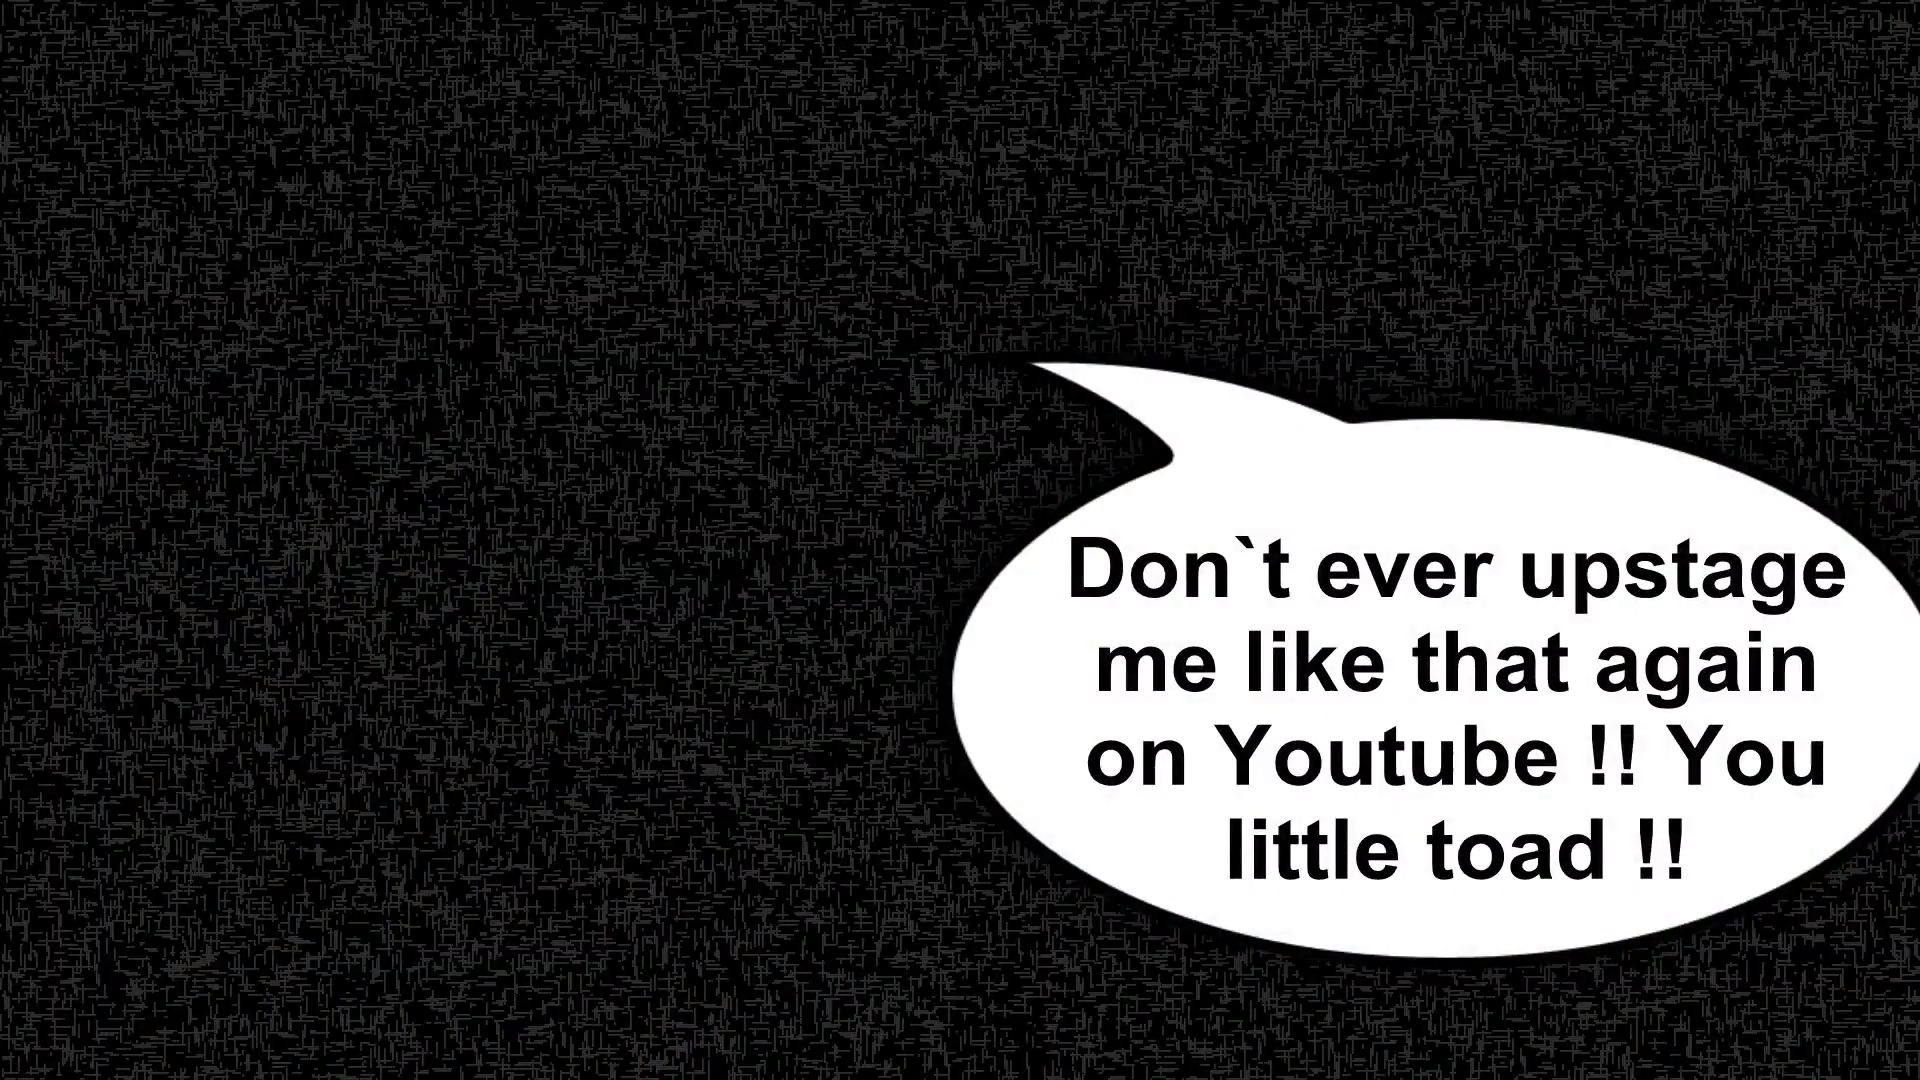 Don`t ever upstage
me like that again
on Youtube !! You
little toad !!